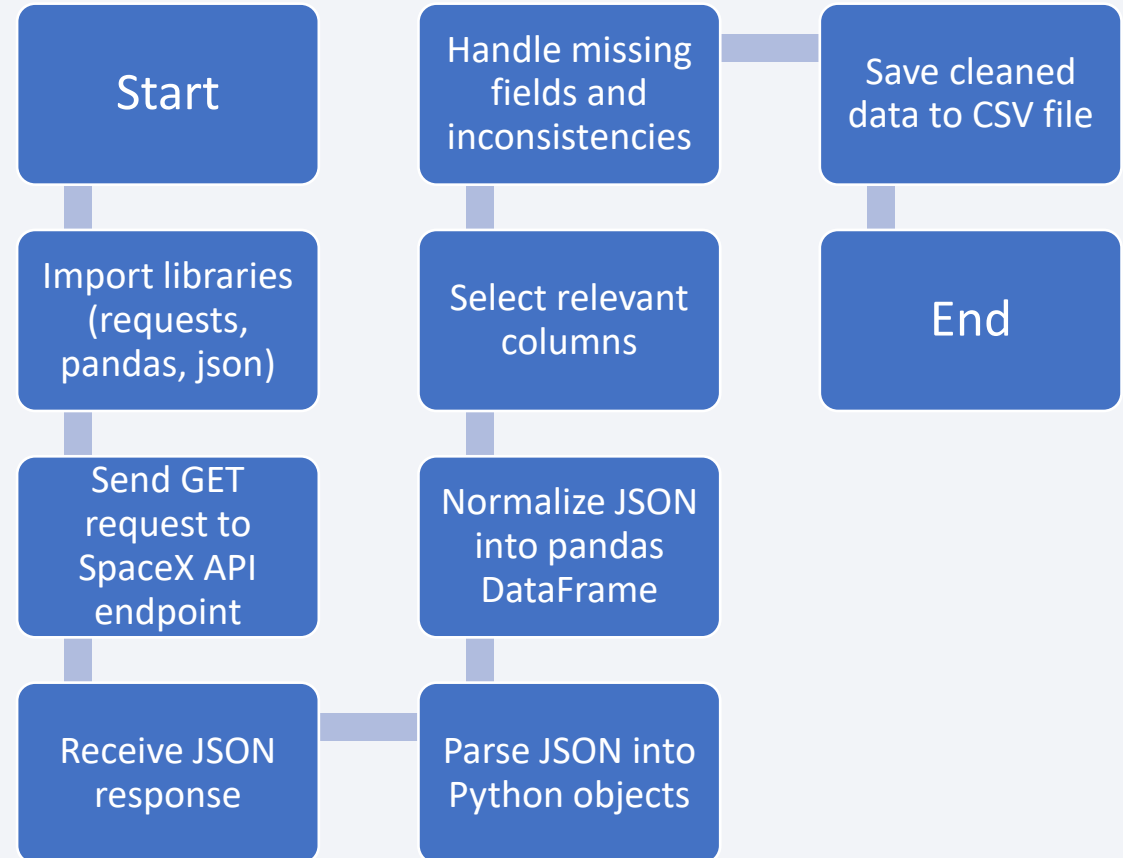 Start
Import libraries
(requests,
pandas, json)
Send GET
request to
SpaceX API
endpoint
Receive JSON
response
Parse JSON into
Python objects
Normalize JSON
into pandas
DataFrame
Select relevant
columns
Handle missing
fields and
inconsistencies
Save cleaned
data to CSV file
End